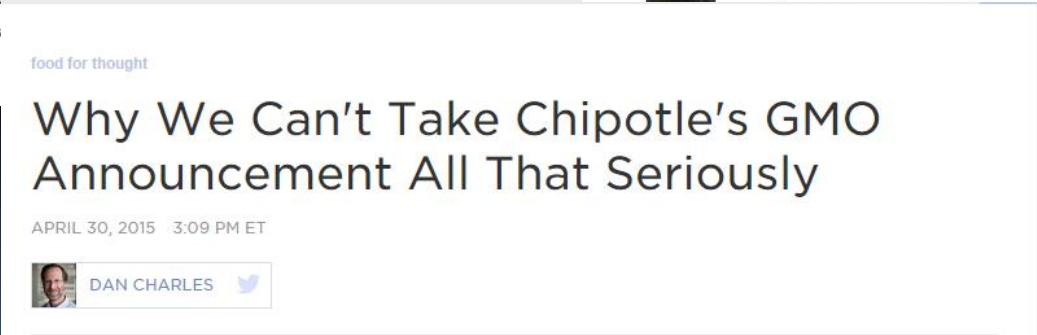 food for thought
Why We Can't Take Chipotle's GMO
Announcement All That Seriously
APRIL 30, 2015 3:09 PM ET
DAN CHARLES